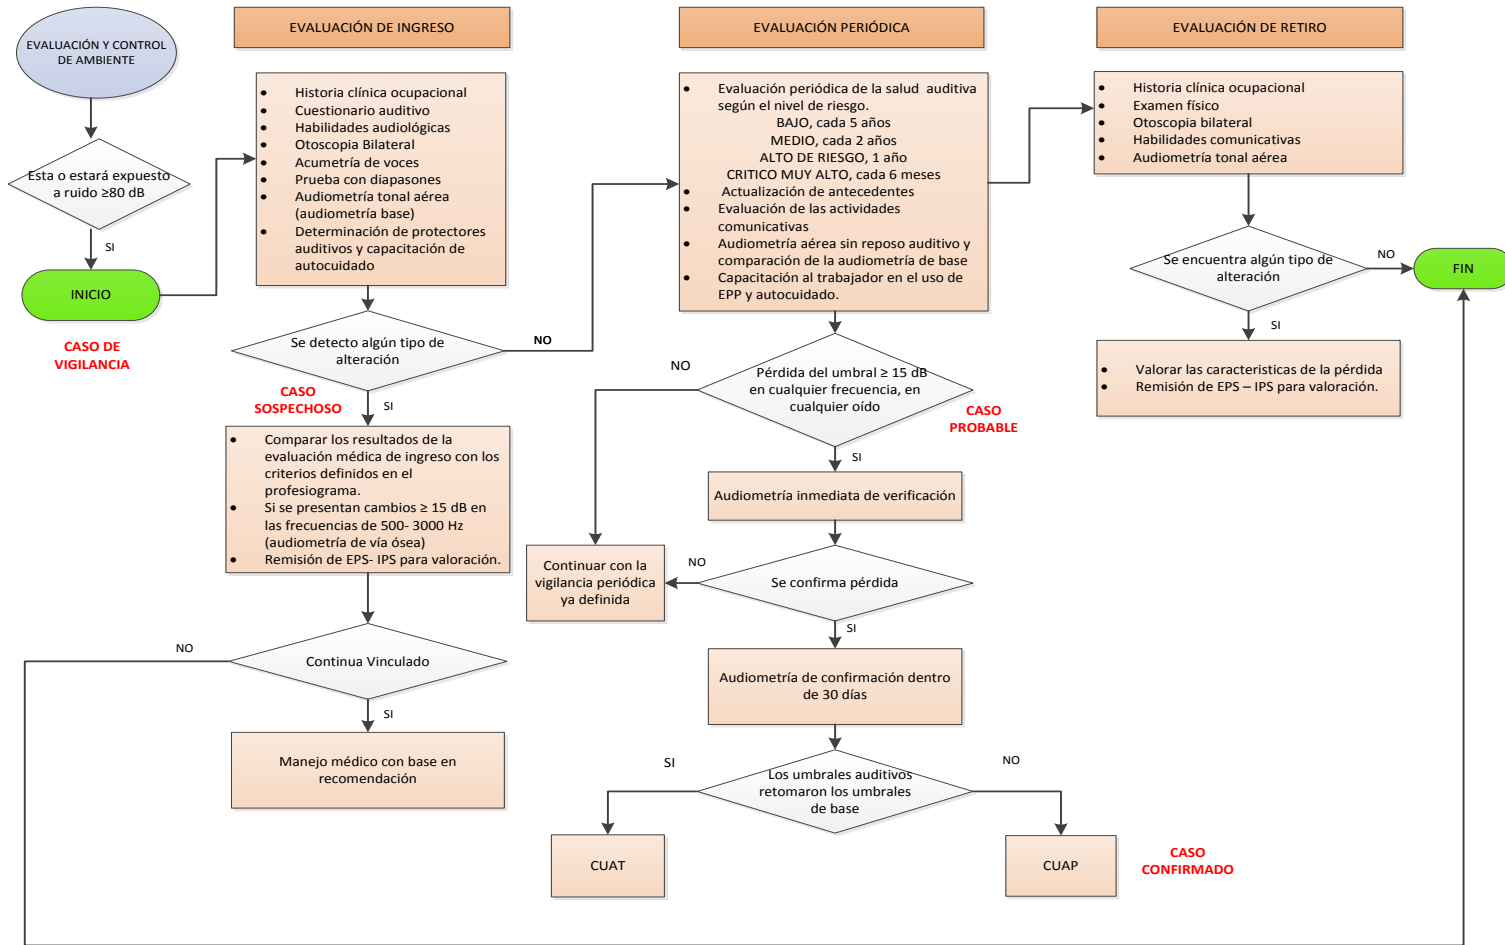 EVALUACIÓN Y CONTROL
DE AMBIENTE
Esta o estará expuesto
a ruido ≥80 dB
SI
INICIO
CASO DE
VIGILANCIA
EVALUACIÓN DE INGRESO
• Historia clínica ocupacional
• Cuestionario auditivo
• Habilidades audiológicas
• Otoscopia Bilateral
• Acumetría de voces
• Prueba con diapasones
• Audiometría tonal aérea
(audiometría base)
• Determinación de protectores
auditivos y capacitación de
autocuidado
Se detecto algún tipo de
alteración
NO
CASO
SOSPECHOSO
SI
• Comparar los resultados de la
evaluación médica de ingreso con los
criterios definidos en el
profesiograma.
• Si se presentan cambios ≥ 15 dB en
las frecuencias de 500- 3000 Hz
(audiometría de vía ósea)
• Remisión de EPS- IPS para valoración.
NO
Continua Vinculado
SI
Manejo médico con base en
recomendación
EVALUACIÓN PERIÓDICA
• Evaluación periódica de la salud auditiva
según el nivel de riesgo.
BAJO, cada 5 años
MEDIO, cada 2 años
ALTO DE RIESGO, 1 año
CRITICO MUY ALTO, cada 6 meses
• Actualización de antecedentes
• Evaluación de las actividades
comunicativas
• Audiometría aérea sin reposo auditivo y
comparación de la audiometría de base
• Capacitación al trabajador en el uso de
EPP y autocuidado.
NO
Pérdida del umbral ≥ 15 dB
en cualquier frecuencia, en
cualquier oído
CASO
PROBABLE
SI
Audiometría inmediata de verificación
Continuar con la
vigilancia periódica
ya definida
NO
Se confirma pérdida
SI
Audiometría de confirmación dentro
de 30 días
SI
Los umbrales auditivos
retomaron los umbrales
de base
NO
CUAT
CUAP
CASO
CONFIRMADO
EVALUACIÓN DE RETIRO
• Historia clínica ocupacional
• Examen físico
• Otoscopia bilateral
• Habilidades comunicativas
• Audiometría tonal aérea
Se encuentra algún tipo de
alteración
NO
FIN
SI
• Valorar las caracteristicas de la pérdida
• Remisión de EPS – IPS para valoración.